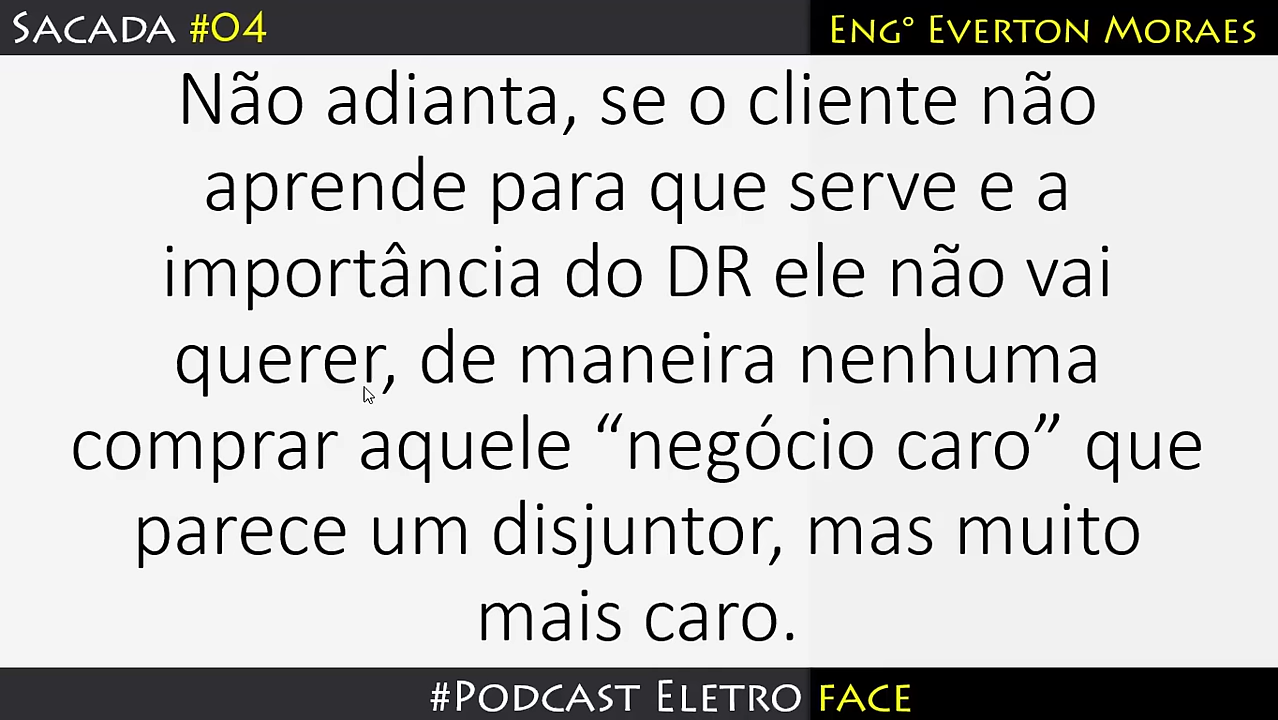 SACADA #04
ENG° EVERTON MORAES
Não adianta, se o cliente não
aprende para que serve e a
importância do DR ele não vai
querer, de maneira nenhuma
comprar aquele “negócio caro” que
parece um disjuntor, mas muito
mais caro.
#PODCAST ELETRO FACE